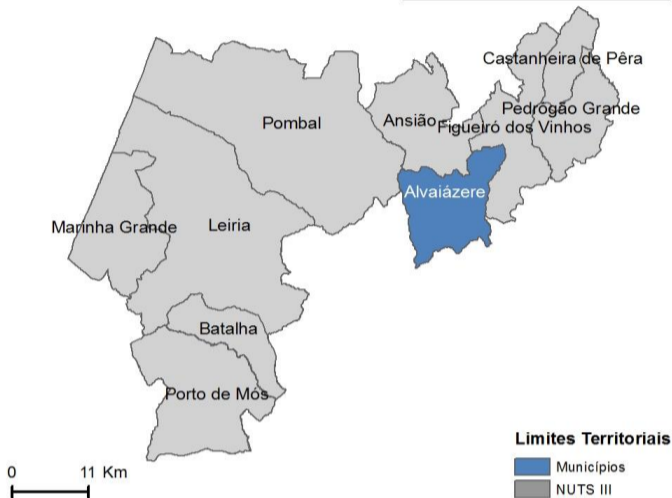 Castanheira de Pêra
Pedrógão Grande
Pombal
Ansião
Figueiró dos Vinhos
Alvaiázere
Marinha Grande
Leiria
Batalha
Porto de Mós
0 11 Km
Limites Territoriais
Municípios
NUTS III